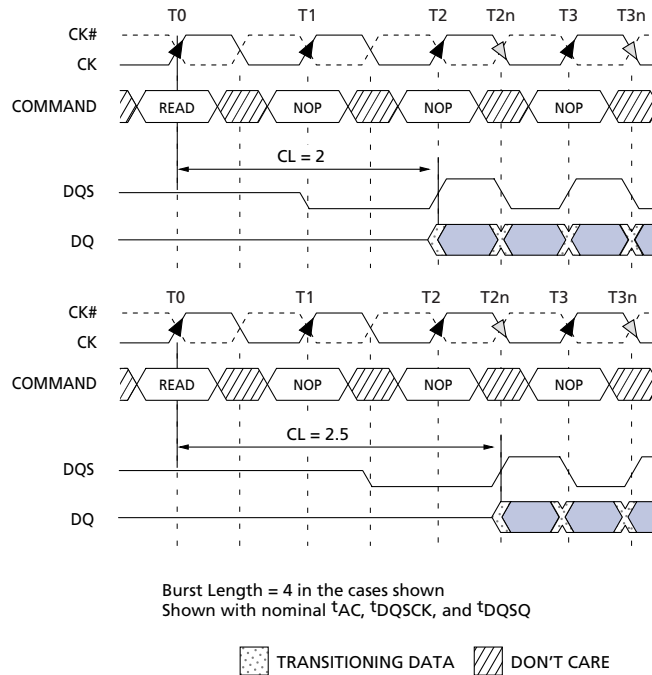 T0 T1 T2 T2n T3 T3n
CK#
CK
COMMAND READ NOP NOP NOP
CL = 2
DQS
DQ
T0 T1 T2 T2n T3 T3n
CK#
CK
COMMAND READ NOP NOP NOP
CL = 2.5
DQS
DQ
Burst Length = 4 in the cases shown
Shown with nominal tAC, tDQSCK, and tDQSQ
TRANSITIONING DATA DON'T CARE